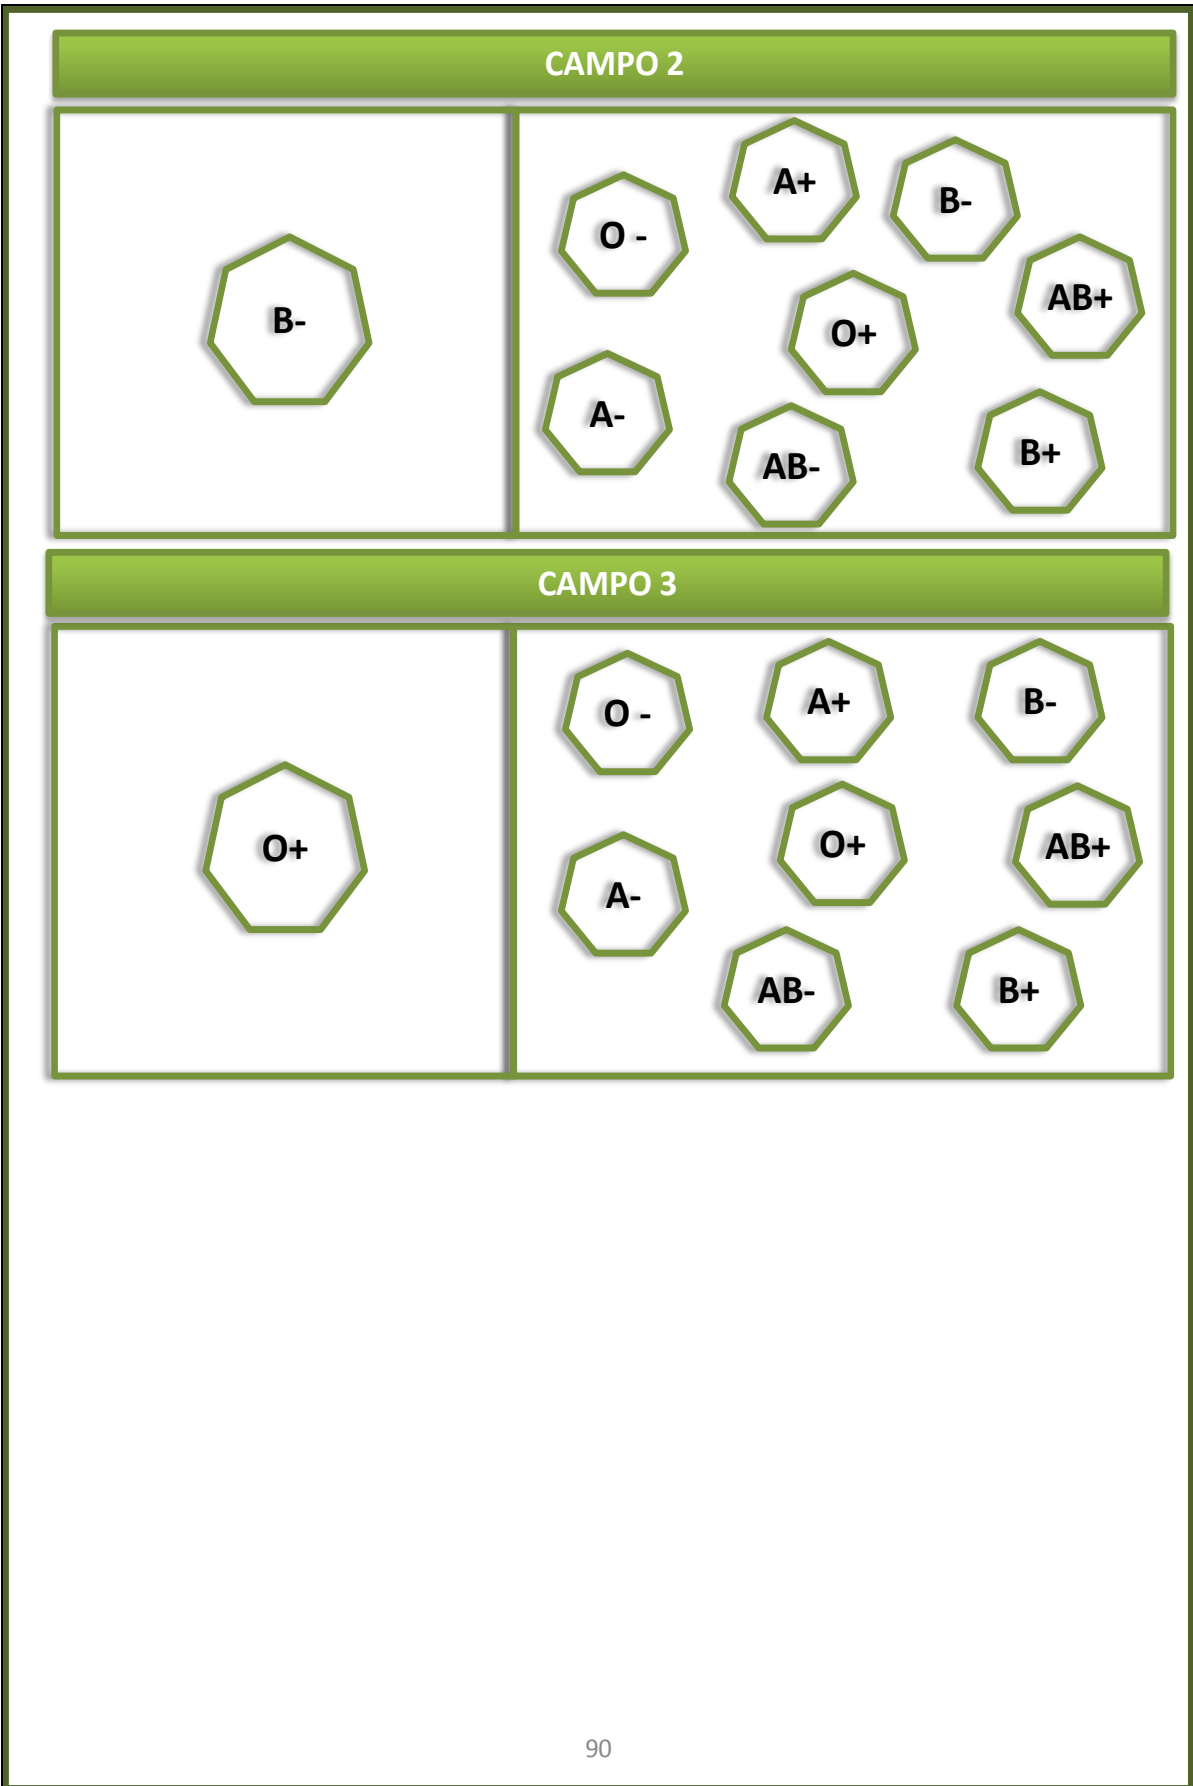 CAMPO 2
B-
O -
A+
B-
AB+
O+
A-
AB-
B+
CAMPO 3
O+
O -
A+
B-
O+
AB+
A-
AB-
B+
90